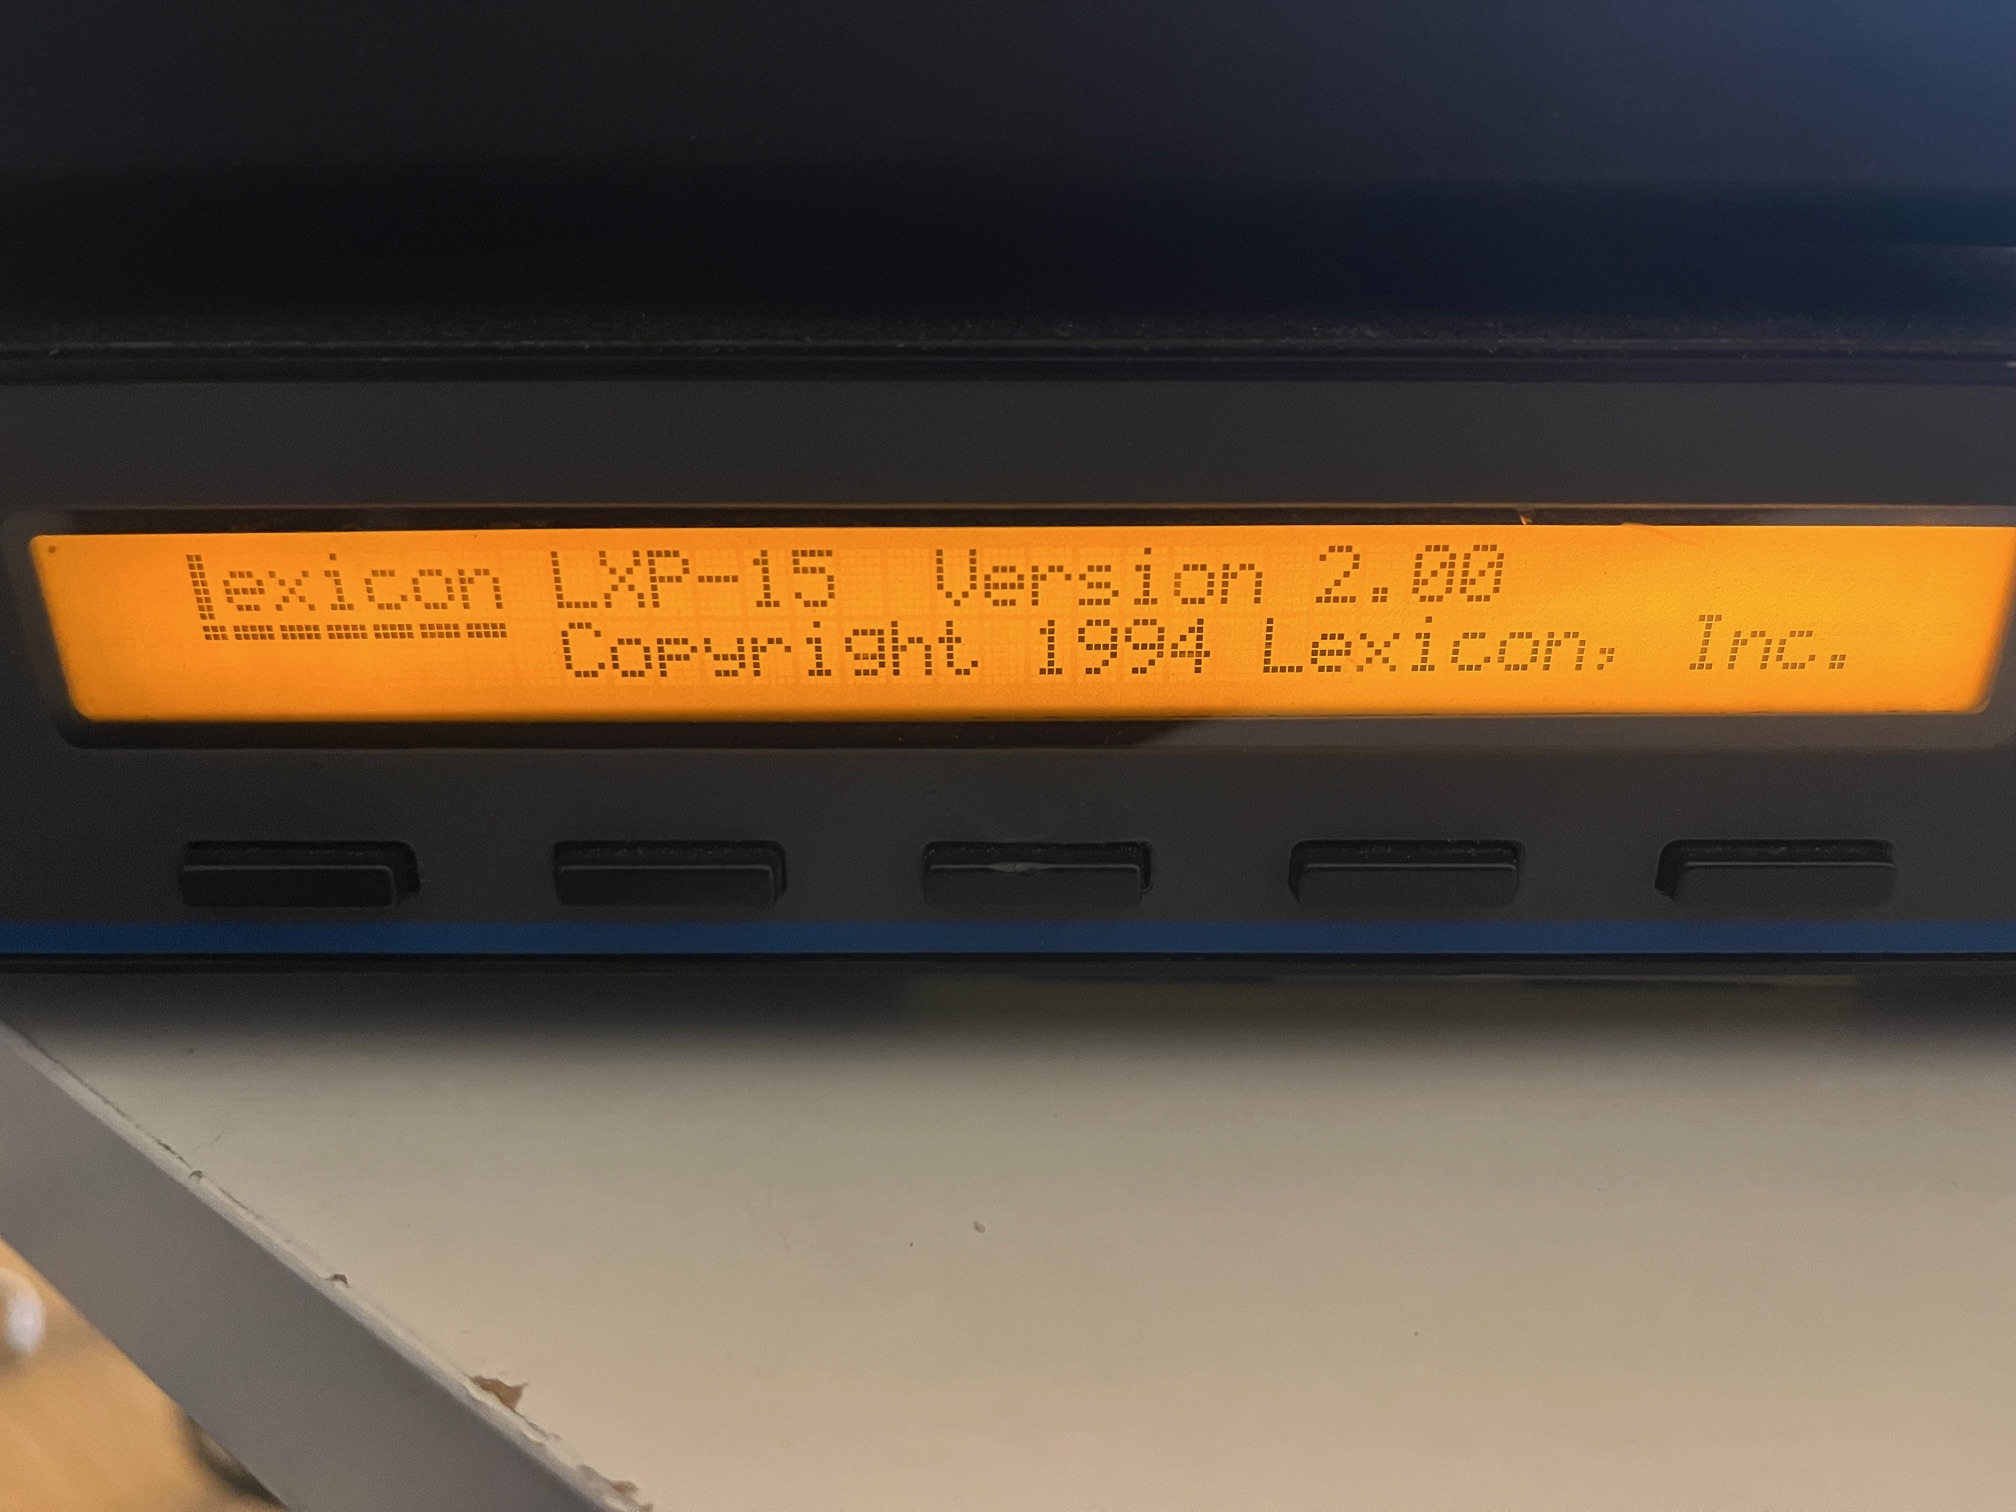 lexicon LXP-15 Version 2.00
Copyright 1994 Lexicon, Inc.